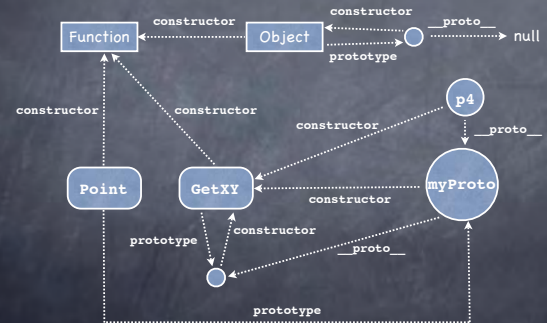 constructor
constructor
__proto__
Function
Object
null
prototype
p4
constructor
constructor
constructor
__proto__
Point
GetXY
myProto
constructor
prototype
constructor
__proto__
prototype